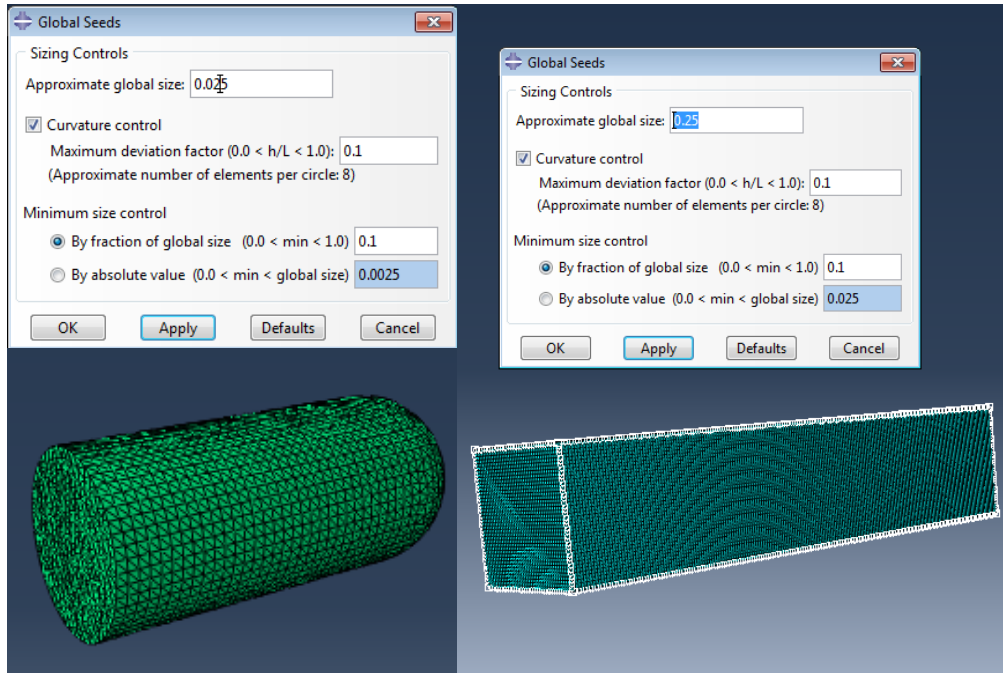 Global Seeds
Sizing Controls
Approximate global size: 0.025
Curvature control
Maximum deviation factor (0.0 < h/L < 1.0): 0.1
(Approximate number of elements per circle: 8)
Minimum size control
By fraction of global size (0.0 < min < 1.0) 0.1
By absolute value (0.0 < min < global size) 0.0025
OK Apply Defaults Cancel
Global Seeds
Sizing Controls
Approximate global size: 0.25
Curvature control
Maximum deviation factor (0.0 < h/L < 1.0): 0.1
(Approximate number of elements per circle: 8)
Minimum size control
By fraction of global size (0.0 < min < 1.0) 0.1
By absolute value (0.0 < min < global size) 0.025
OK Apply Defaults Cancel